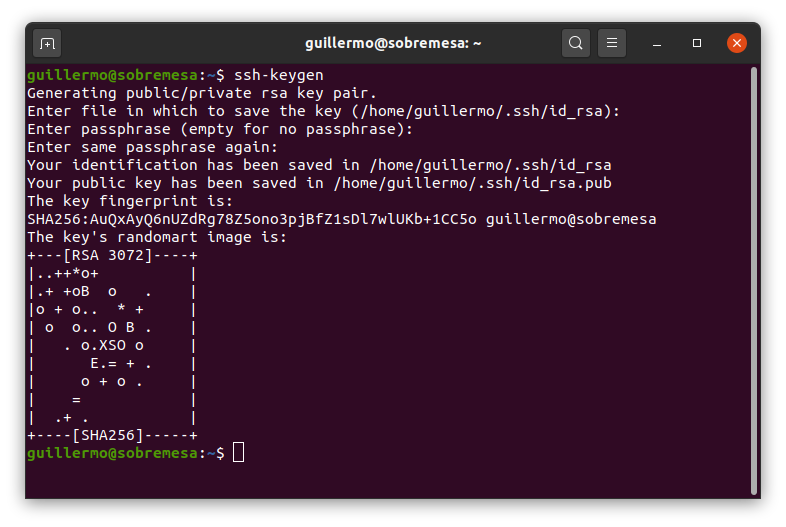 guillermo@sobremesa: ~
guillermo@sobremesa:~$ ssh-keygen
Generating public/private rsa key pair.
Enter file in which to save the key (/home/guillermo/.ssh/id_rsa):
Enter passphrase (empty for no passphrase):
Enter same passphrase again:
Your identification has been saved in /home/guillermo/.ssh/id_rsa
Your public key has been saved in /home/guillermo/.ssh/id_rsa.pub
The key fingerprint is:
SHA256:AuQxAyQ6nUZdRg78Z5ono3pjBfZ1sDl7wlUKb+1CC5o guillermo@sobremesa
The key's randomart image is:
+---[RSA 3072]----+
|..++*o+          |
|.+ +oB  o   .    |
|o + o..  * +     |
| o  o.. O B .    |
|   . o.XSO o     |
|      E.= + .    |
|     o + o .     |
|    =            |
|  .+ .           |
+----[SHA256]-----+
guillermo@sobremesa:~$